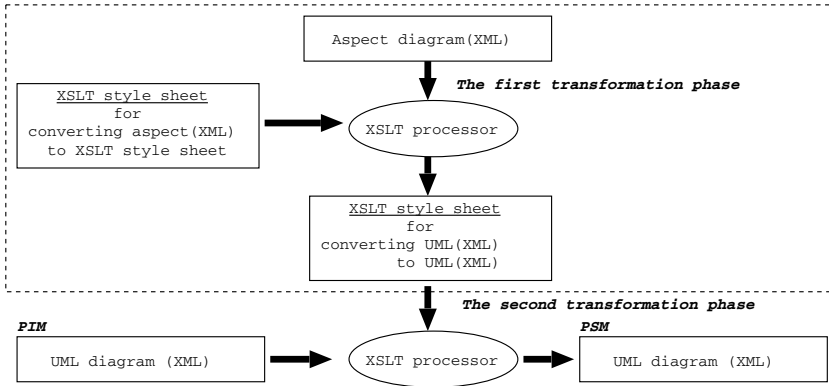 Aspect diagram(XML)
The first transformation phase
XSLT style sheet
for
converting aspect(XML)
to XSLT style sheet
XSLT processor
XSLT style sheet
for
converting UML(XML)
to UML(XML)
The second transformation phase
PIM
PSM
UML diagram (XML)
XSLT processor
UML diagram (XML)